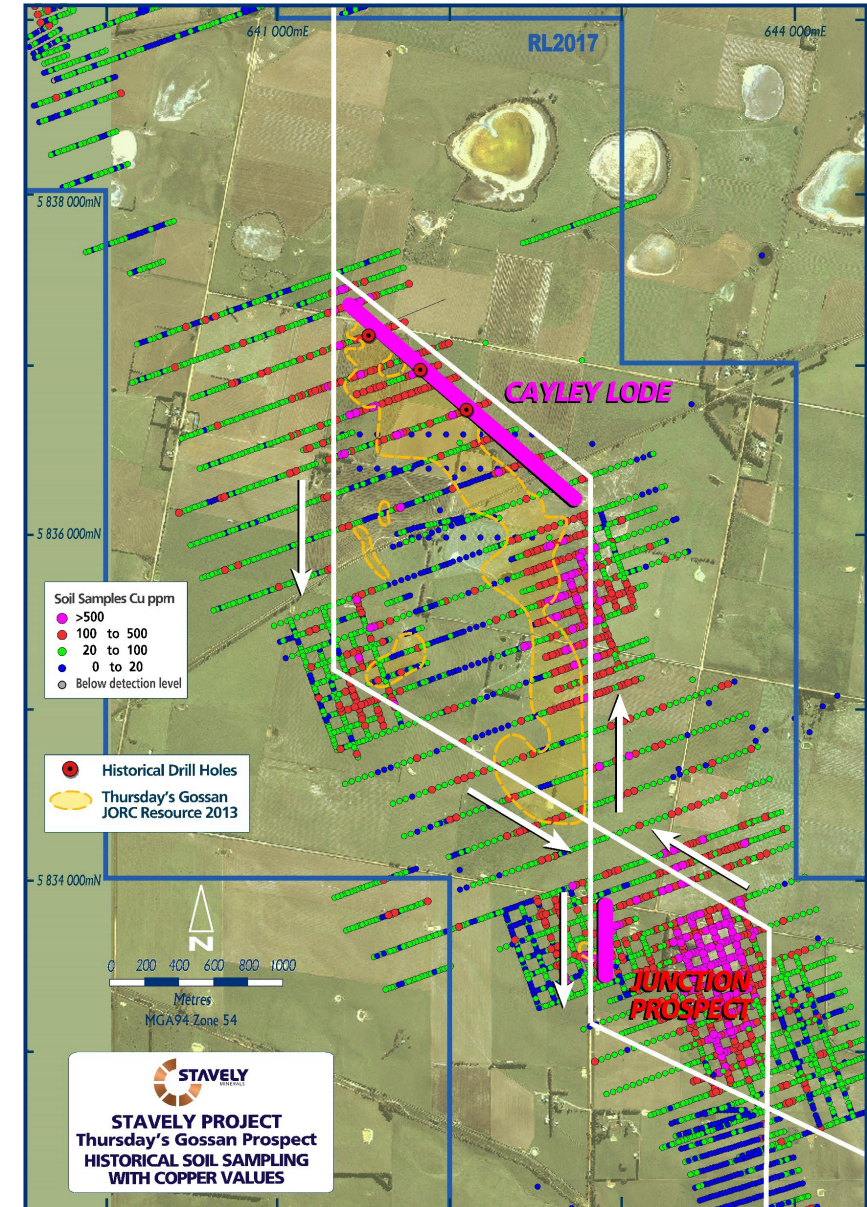 641 000mE
644 000mE
RL2017
5 838 000mN
CAYLEY LODE
5 836 000mN
Soil Samples Cu ppm
>500
100 to 500
20 to 100
0 to 20
Below detection level
Historical Drill Holes
Thursday's Gossan
JORC Resource 2013
5 834 000mN
N
0 200 400 600 800 1000
Metres
MGA94 Zone 54
JUNCTION
PROSPECT
STAVELY
MINERALS
STAVELY PROJECT
Thursday's Gossan Prospect
HISTORICAL SOIL SAMPLING
WITH COPPER VALUES